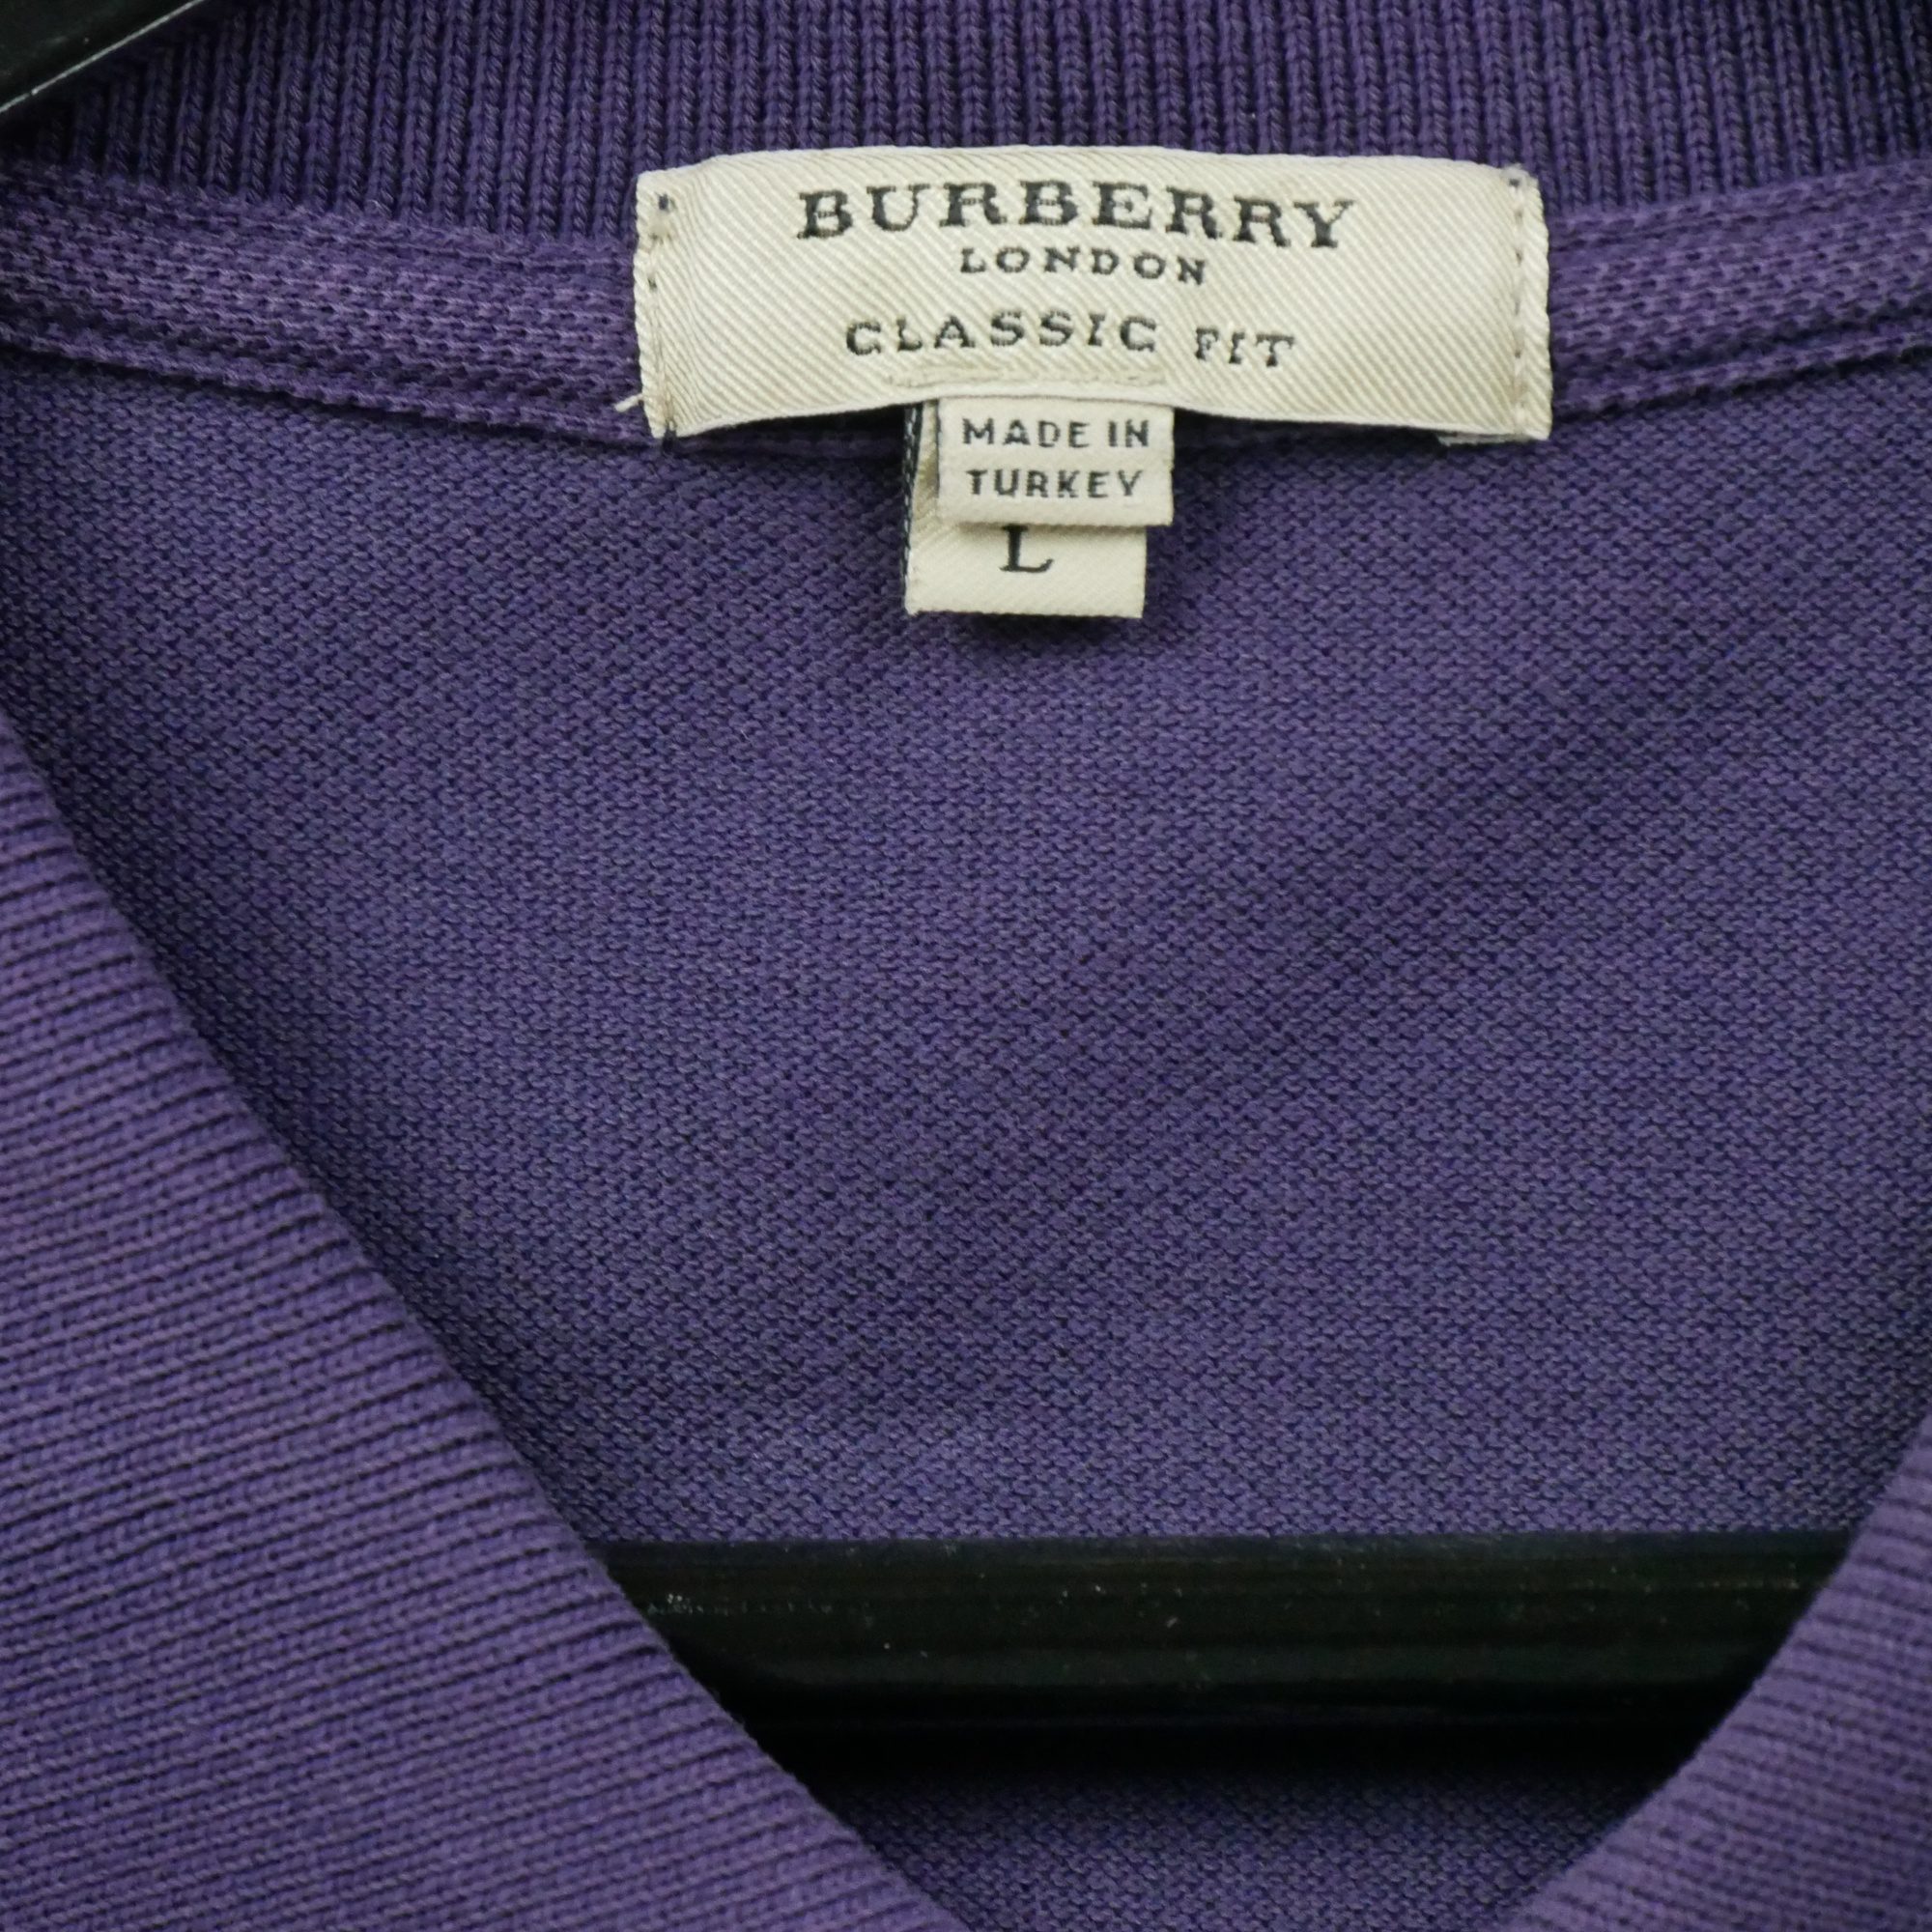 BURBERRY
LONDON
CLASSIC FIT
MADE IN
TURKEY
L